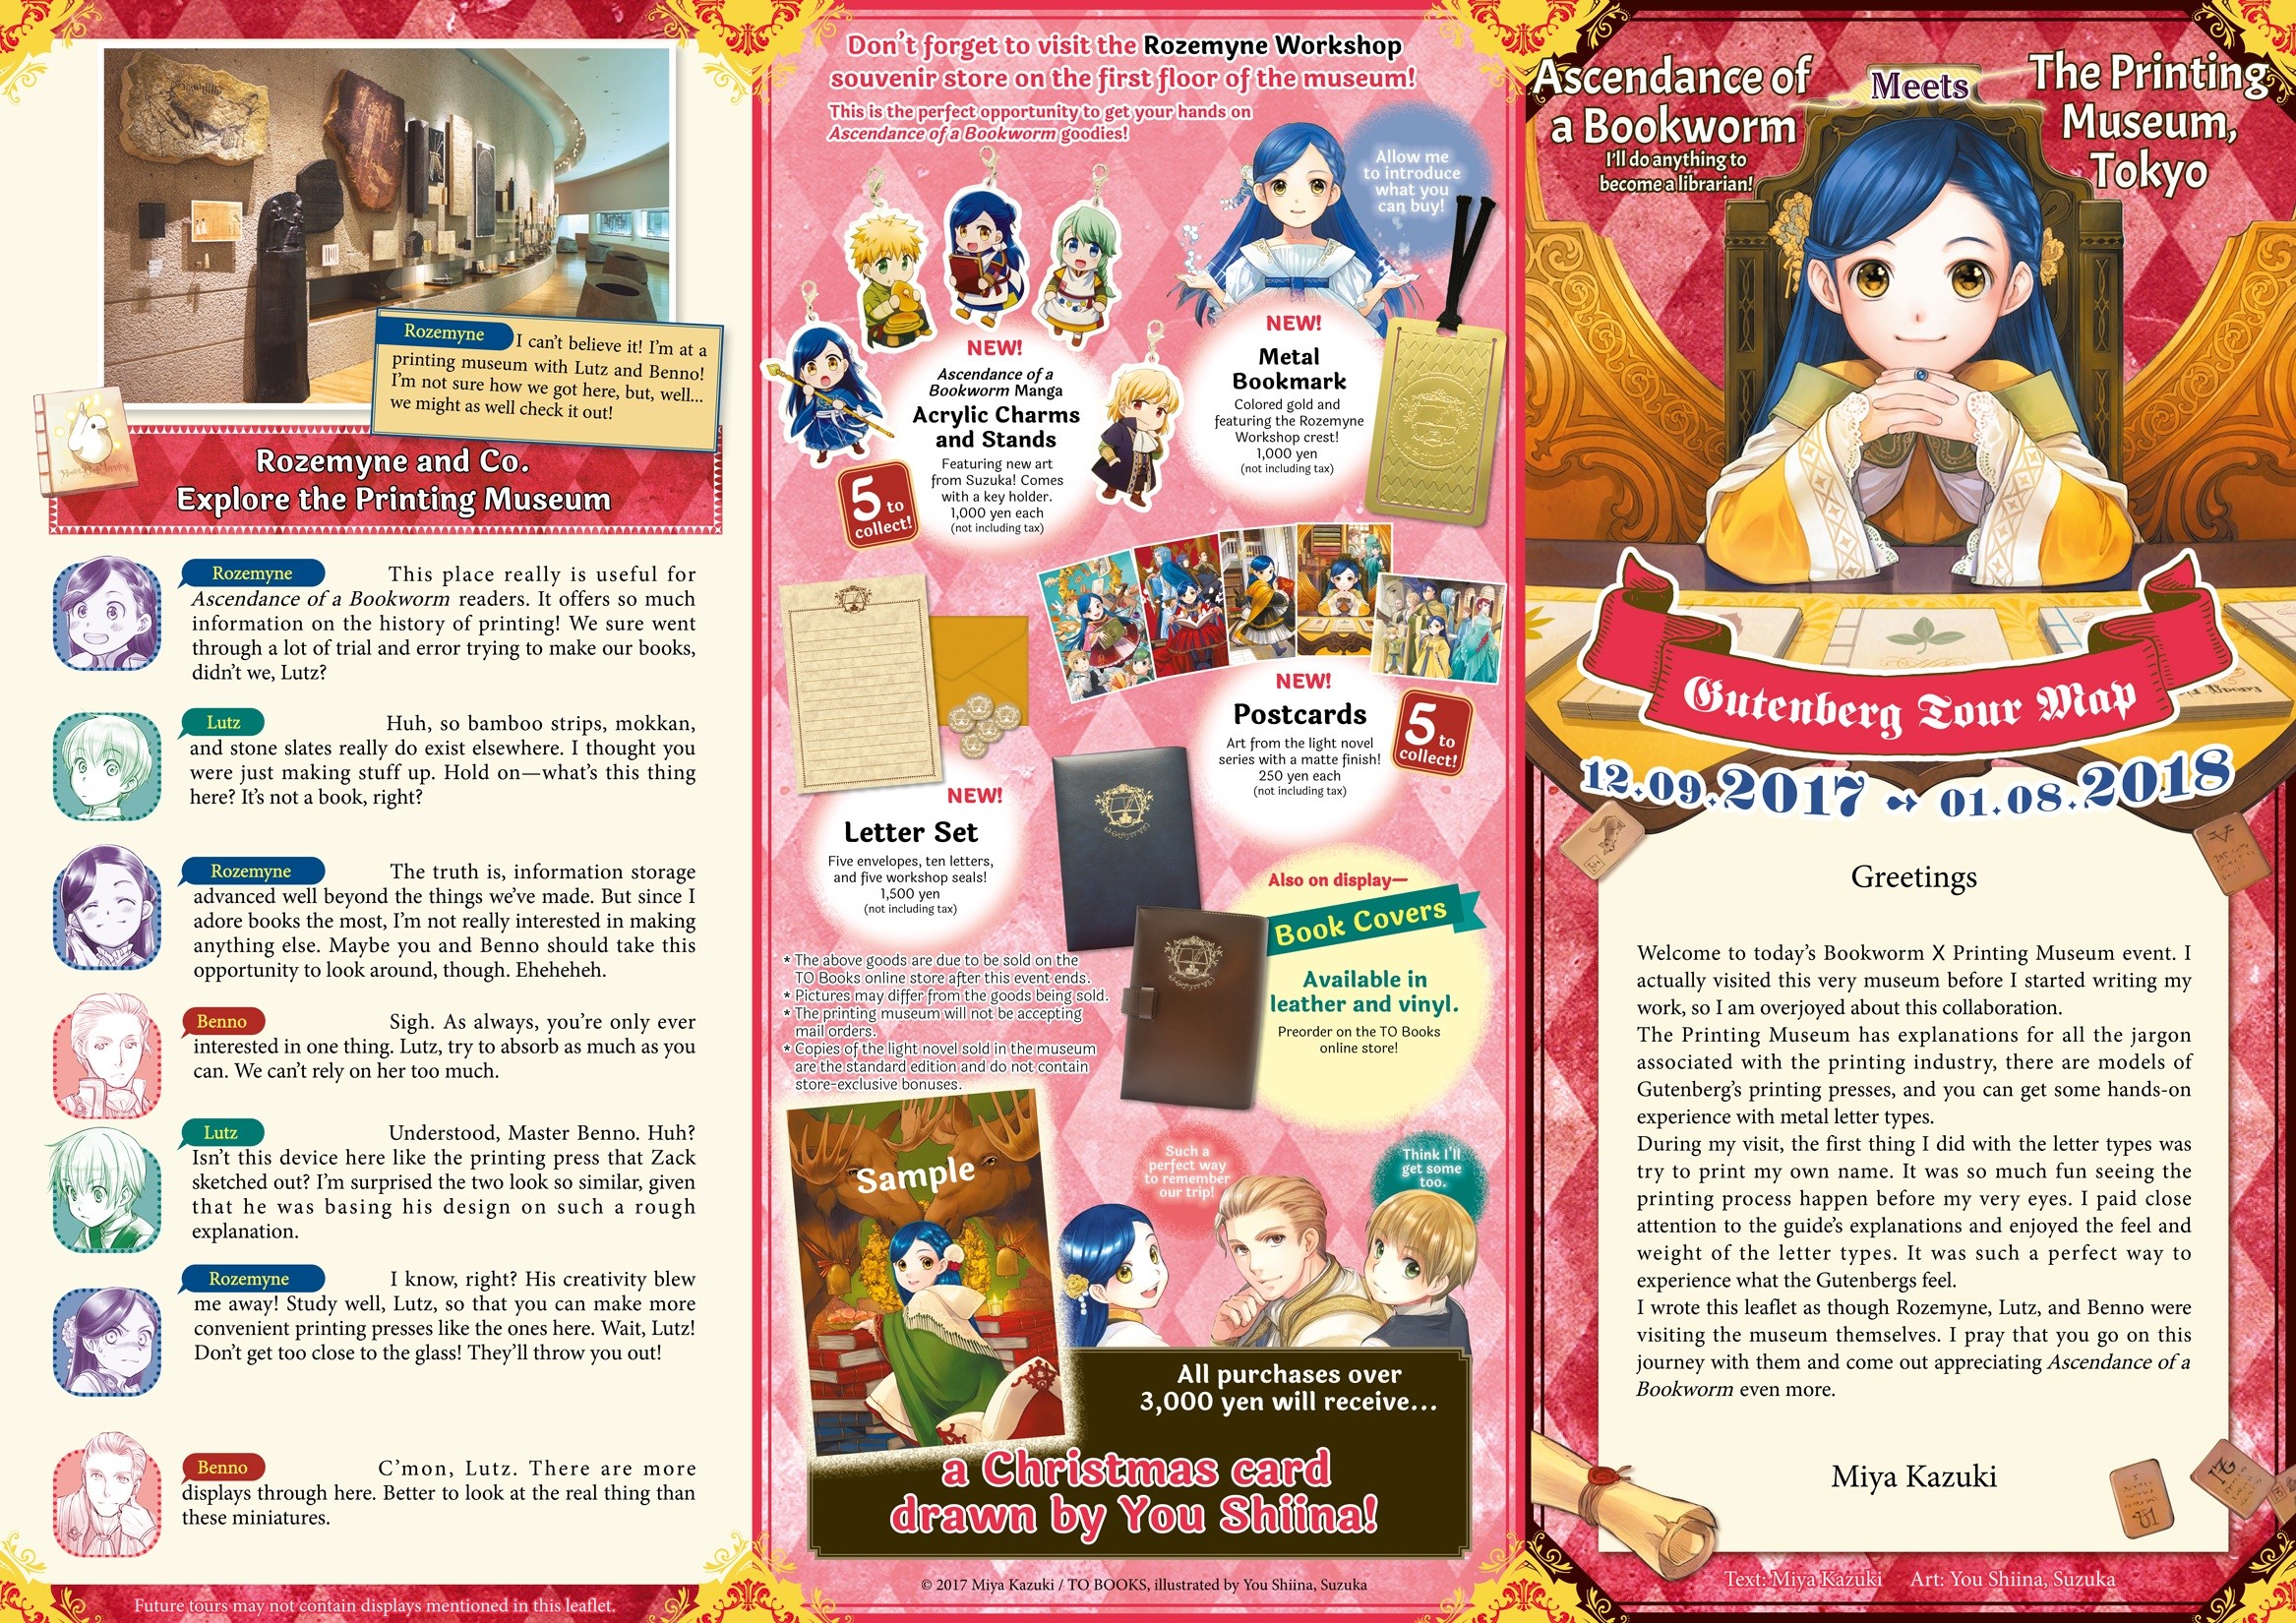 Rozemyne I can't believe it! I'm at a
printing museum with Lutz and Benno!
I'm not sure how we got here, but, well...
we might as well check it out!
Rozemyne and Co.
Explore the Printing Museum
Rozemyne This place really is useful for
Ascendance of a Bookworm readers. It offers so much
information on the history of printing! We sure went
through a lot of trial and error trying to make our books,
didn't we, Lutz?
Lutz Huh, so bamboo strips, mokkan,
and stone slates really do exist elsewhere. I thought you
were just making stuff up. Hold on—what's this thing
here? It's not a book, right?
Rozemyne The truth is, information storage
advanced well beyond the things we've made. But since I
adore books the most, I'm not really interested in making
anything else. Maybe you and Benno should take this
opportunity to look around, though. Eheheheh.
Benno Sigh. As always, you're only ever
interested in one thing. Lutz, try to absorb as much as you
can. We can't rely on her too much.
Lutz Understood, Master Benno. Huh?
Isn't this device here like the printing press that Zack
sketched out? I'm surprised the two look so similar, given
that he was basing his design on such a rough
explanation.
Rozemyne I know, right? His creativity blew
me away! Study well, Lutz, so that you can make more
convenient printing presses like the ones here. Wait, Lutz!
Don't get too close to the glass! They'll throw you out!
Benno C'mon, Lutz. There are more
displays through here. Better to look at the real thing than
these miniatures.
Future tours may not contain displays mentioned in this leaflet.
Don't forget to visit the Rozemyne Workshop
souvenir store on the first floor of the museum!
This is the perfect opportunity to get your hands on
Ascendance of a Bookworm goodies!
Allow me
to introduce
what you
can buy!
NEW!
Ascendance of a
Bookworm Manga
Acrylic Charms
and Stands
Featuring new art
from Suzuka! Comes
with a key holder.
1,000 yen each
(not including tax)
5 to
collect!
NEW!
Metal
Bookmark
Colored gold and
featuring the Rozemyne
Workshop crest!
1,000 yen
(not including tax)
NEW!
Postcards
Art from the light novel
series with a matte finish!
250 yen each
(not including tax)
5 to
collect!
NEW!
Letter Set
Five envelopes, ten letters,
and five workshop seals!
1,500 yen
(not including tax)
Also on display—
Book Covers
Available in
leather and vinyl.
Preorder on the TO Books
online store!
* The above goods are due to be sold on the
TO Books online store after this event ends.
* Pictures may differ from the goods being sold.
* The printing museum will not be accepting
mail orders.
* Copies of the light novel sold in the museum
are the standard edition and do not contain
store-exclusive bonuses.
Sample
Such a
perfect way
to remember
our trip!
Think I'll
get some
too.
All purchases over
3,000 yen will receive...
a Christmas card
drawn by You Shiina!
© 2017 Miya Kazuki / TO BOOKS, illustrated by You Shiina, Suzuka
Ascendance of
a Bookworm
I'll do anything to
become a librarian!
Meets
The Printing
Museum,
Tokyo
Gutenberg Tour Map
12.09.2017 ➺ 01.08.2018
Greetings
Welcome to today's Bookworm X Printing Museum event. I
actually visited this very museum before I started writing my
work, so I am overjoyed about this collaboration.
The Printing Museum has explanations for all the jargon
associated with the printing industry, there are models of
Gutenberg's printing presses, and you can get some hands-on
experience with metal letter types.
During my visit, the first thing I did with the letter types was
try to print my own name. It was so much fun seeing the
printing process happen before my very eyes. I paid close
attention to the guide's explanations and enjoyed the feel and
weight of the letter types. It was such a perfect way to
experience what the Gutenbergs feel.
I wrote this leaflet as though Rozemyne, Lutz, and Benno were
visiting the museum themselves. I pray that you go on this
journey with them and come out appreciating Ascendance of a
Bookworm even more.
Miya Kazuki
Text: Miya Kazuki Art: You Shiina, Suzuka